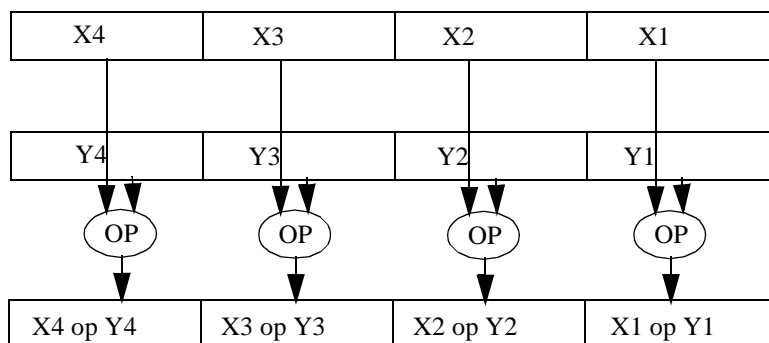 X4 X3 X2 X1
Y4 Y3 Y2 Y1
OP OP OP OP
X4 op Y4 X3 op Y3 X2 op Y2 X1 op Y1